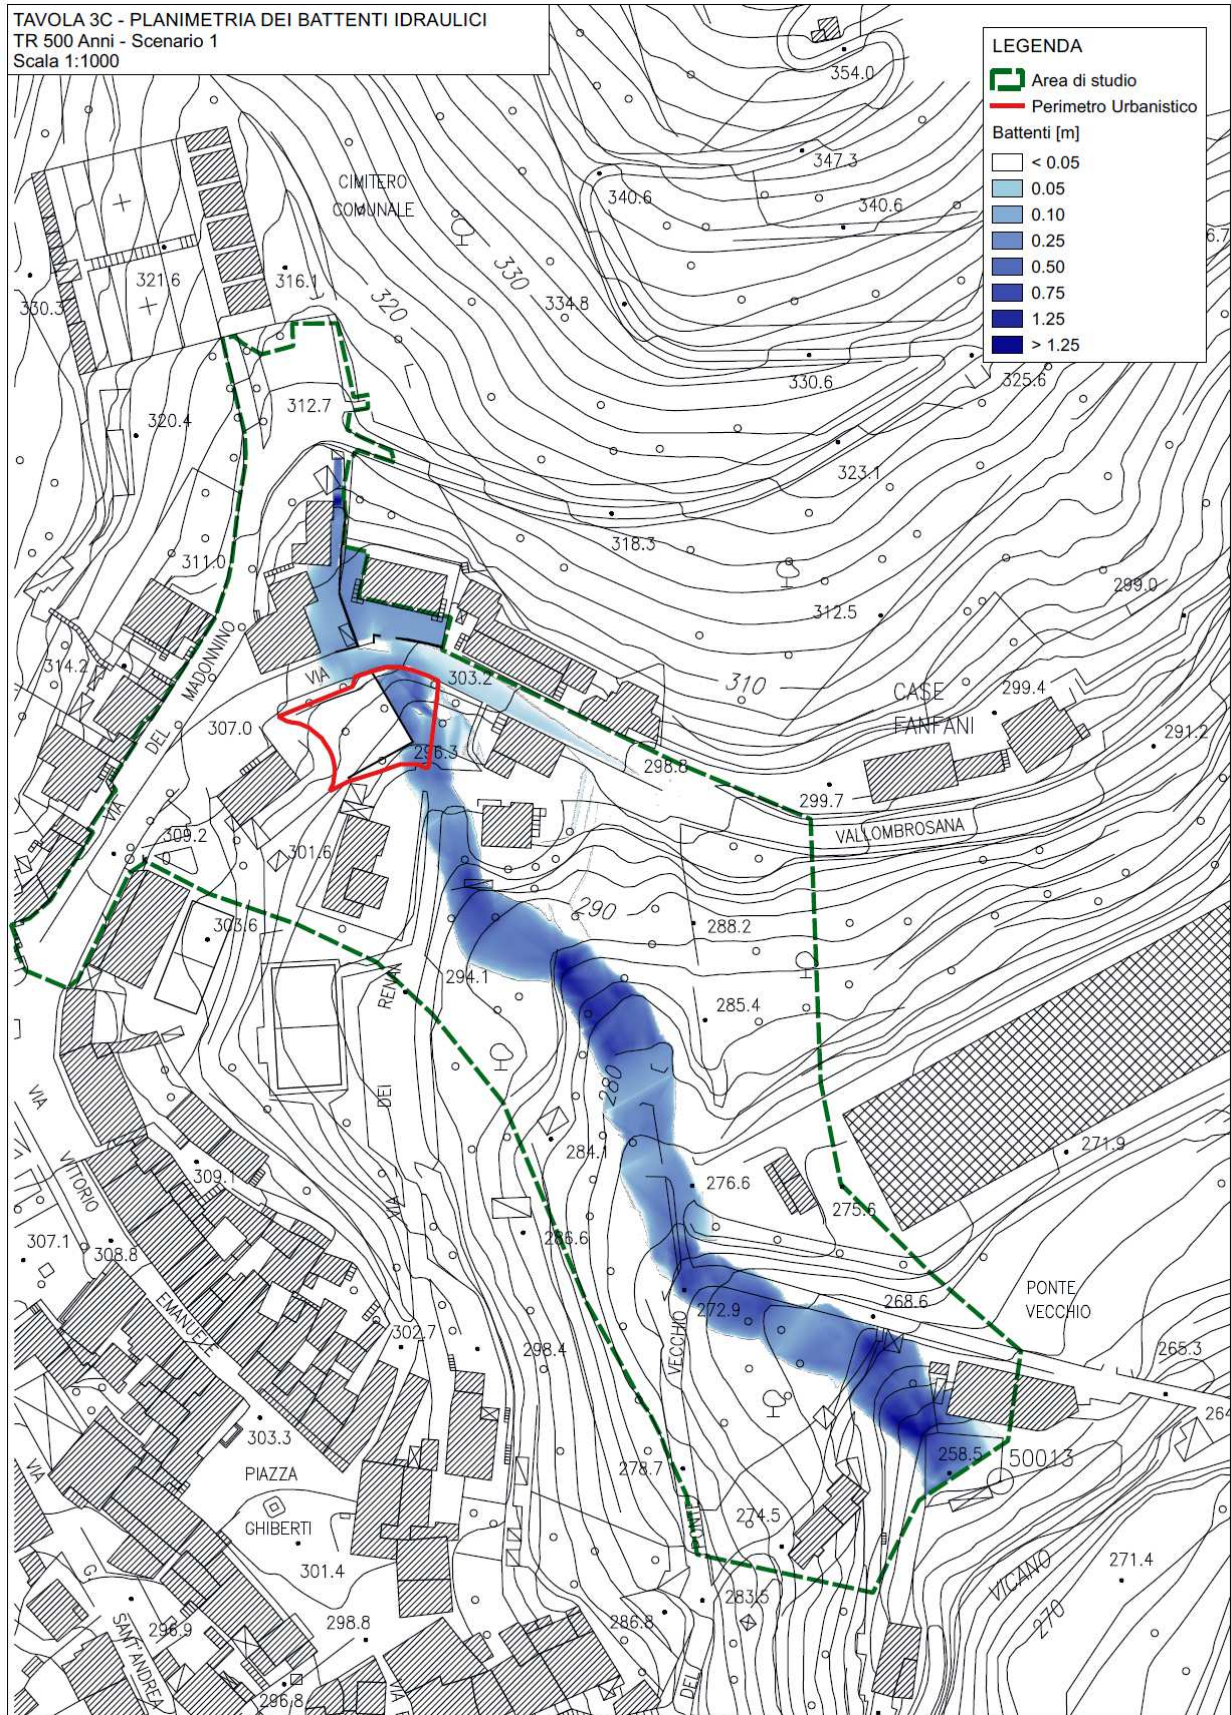 TAVOLA 3C - PLANIMETRIA DEI BATTENTI IDRAULICI
TR 500 Anni - Scenario 1
Scala 1:1000
LEGENDA
Area di studio
Perimetro Urbanistico
Battenti [m]
< 0.05
0.05
0.10
0.25
0.50
0.75
1.25
> 1.25
354.0
347.3
340.6
340.6
CIMITERO
COMUNALE
330
334.8
320
321.6
316.1
330.3
330.6
325.6
312.7
320.4
323.1
318.3
311.0
312.5
299.0
314.2
VIA DEL MADONNINO
VIA
303.2
310
CASE
FANFANI
299.4
307.0
291.2
296.3
298.8
299.7
VALLOMBROSANA
309.2
301.6
290
303.6
288.2
294.1
285.4
VIA DEI RENAI
280
284.1
271.9
276.6
275.6
309.1
VIA VITTORIO EMANUELE
307.1
308.8
286.6
PONTE
VECCHIO
268.6
272.9
302.7
298.4
265.3
264
303.3
258.5
50013
PIAZZA
GHIBERTI
278.7
274.5
301.4
VICANO
271.4
270
283.5
286.8
VIA
G.
SANT'ANDREA
296.9
298.8
296.8
VIA
DEL
PONTE
VECCHIO